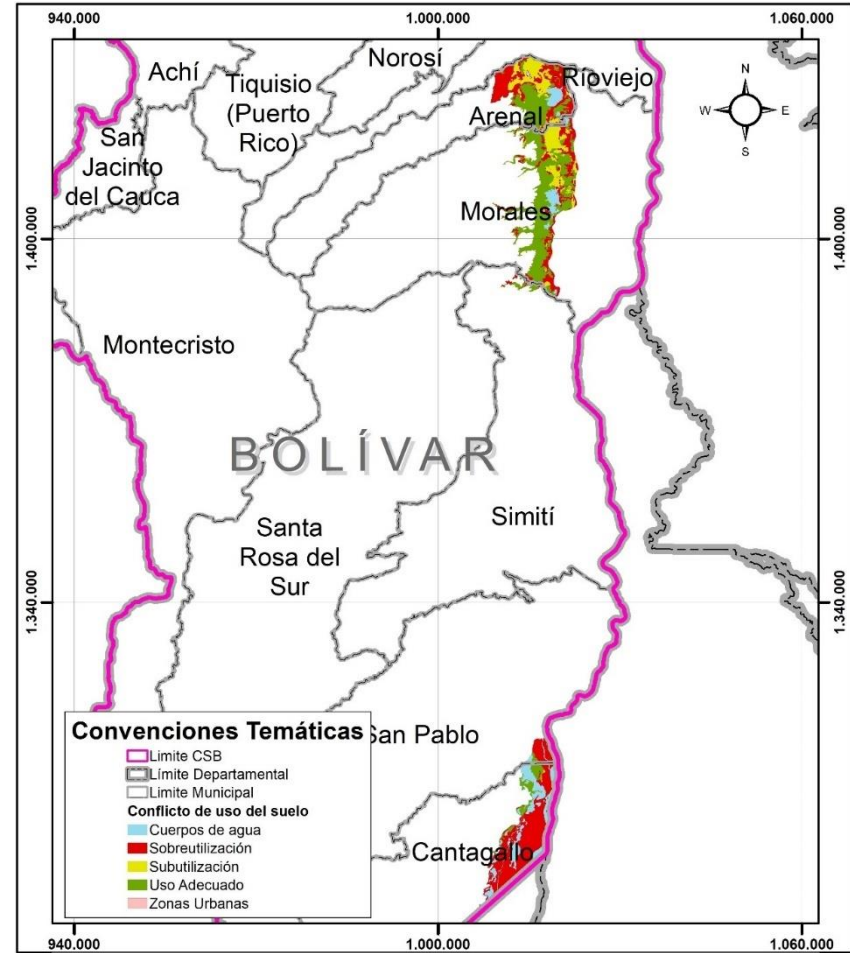 940.000
1.000.000
1.060.000
Norosí
Achí
Tiquisio
(Puerto
Rico)
Ríoviejo
N
W
E
S
Arenal
San
Jacinto
del Cauca
Morales
1.400.000
1.400.000
Montecristo
BOLÍVAR
Simití
Santa
Rosa del
Sur
1.340.000
1.340.000
San Pablo
Cantagallo
Convenciones Temáticas
Limite CSB
Límite Departamental
Limite Municipal
Conflicto de uso del suelo
Cuerpos de agua
Sobreutilización
Subutilización
Uso Adecuado
Zonas Urbanas
940.000
1.000.000
1.060.000